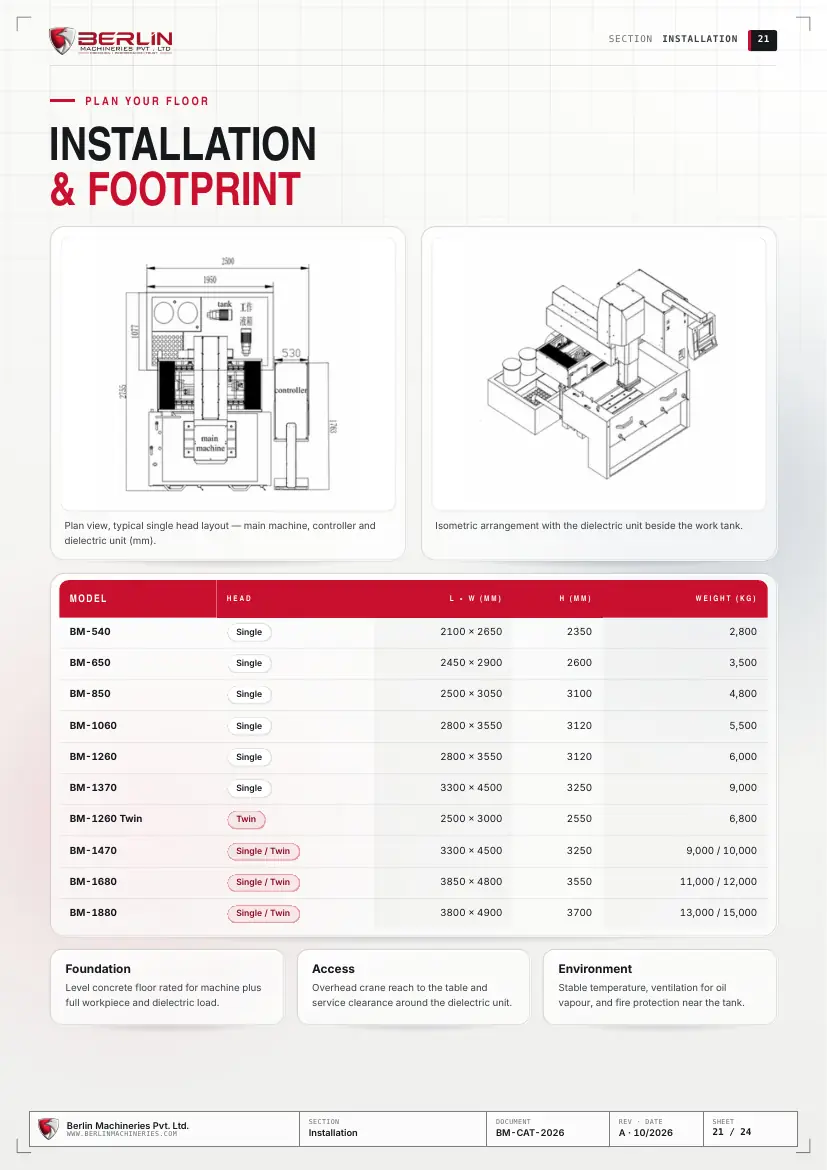 BERLIN
MACHINERIES PVT . LTD
SECTION INSTALLATION 21
PLAN YOUR FLOOR
INSTALLATION
& FOOTPRINT
2500
1950
tank
工作
液箱
1077
530
2755
controller
1763
main
machine
Plan view, typical single head layout — main machine, controller and
dielectric unit (mm).
Isometric arrangement with the dielectric unit beside the work tank.
MODEL HEAD L × W (MM) H (MM) WEIGHT (KG)
BM-540 Single 2100 × 2650 2350 2,800
BM-650 Single 2450 × 2900 2600 3,500
BM-850 Single 2500 × 3050 3100 4,800
BM-1060 Single 2800 × 3550 3120 5,500
BM-1260 Single 2800 × 3550 3120 6,000
BM-1370 Single 3300 × 4500 3250 9,000
BM-1260 Twin Twin 2500 × 3000 2550 6,800
BM-1470 Single / Twin 3300 × 4500 3250 9,000 / 10,000
BM-1680 Single / Twin 3850 × 4800 3550 11,000 / 12,000
BM-1880 Single / Twin 3800 × 4900 3700 13,000 / 15,000
Foundation
Level concrete floor rated for machine plus
full workpiece and dielectric load.
Access
Overhead crane reach to the table and
service clearance around the dielectric unit.
Environment
Stable temperature, ventilation for oil
vapour, and fire protection near the tank.
Berlin Machineries Pvt. Ltd.
WWW.BERLINMACHINERIES.COM
SECTION
Installation
DOCUMENT
BM-CAT-2026
REV · DATE
A · 10/2026
SHEET
21 / 24